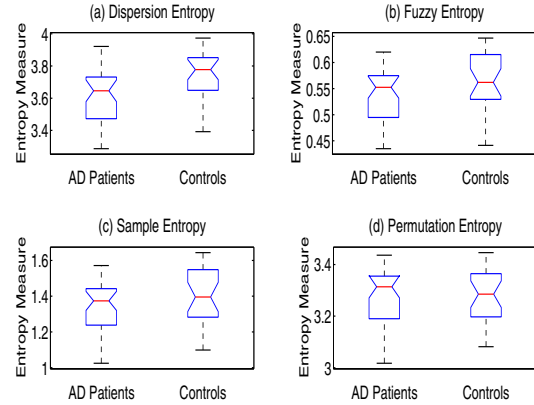 (a) Dispersion Entropy
Entropy Measure
4
3.8
3.6
3.4
AD Patients
Controls
(b) Fuzzy Entropy
Entropy Measure
0.65
0.6
0.55
0.5
0.45
AD Patients
Controls
(c) Sample Entropy
Entropy Measure
1.6
1.4
1.2
1
AD Patients
Controls
(d) Permutation Entropy
Entropy Measure
3.4
3.2
3
AD Patients
Controls